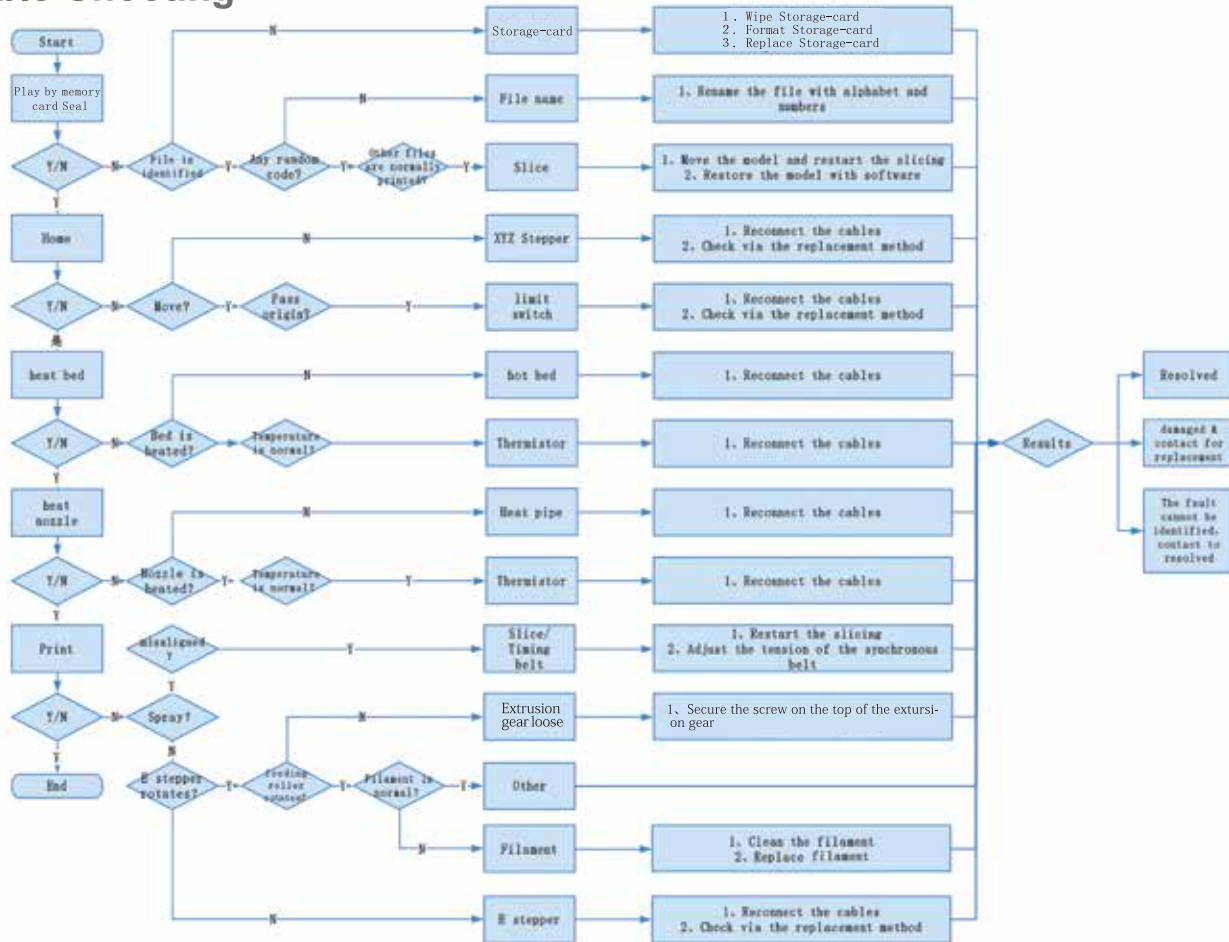 Start
N
Storage-card
1. Wipe Storage-card
2. Format Storage-card
3. Replace Storage-card
Play by memory
card Seal
N
File name
1. Rename the file with alphabet and
numbers
Y/N
N
File is
identified
Y
Any random
code?
Y
Other files
are normally
printed?
Y
Slice
1. Move the model and restart the slicing
2. Restore the model with software
Y
Home
N
XYZ Stepper
1. Reconnect the cables
2. Check via the replacement method
Y/N
N
Move?
Y
Pass
origin?
Y
limit
switch
1. Reconnect the cables
2. Check via the replacement method
是
heat bed
N
hot bed
1. Reconnect the cables
Resolved
Y/N
N
Bed is
heated?
Temperature
is normal?
Thermistor
1. Reconnect the cables
Results
damaged &
contact for
replacement
Y
heat
nozzle
N
Heat pipe
1. Reconnect the cables
The fault
cannot be
identified,
contact to
resolved
Y/N
N
Nozzle is
heated?
Y
Temperature
is normal?
Y
Thermistor
1. Reconnect the cables
Y
Print
misaligned
?
Y
Slice/
Timing
belt
1. Restart the slicing
2. Adjust the tension of the synchronous
belt
Y
Y/N
N
Spray?
N
Extrusion
gear loose
1、Secure the screw on the top of the extursi-
on gear
Y
N
End
E stepper
rotates?
Y
Feeding
roller
rotates?
Y
Filament is
normal?
Y
Other
N
Filament
1. Clean the filament
2. Replace filament
N
E stepper
1. Reconnect the cables
2. Check via the replacement method